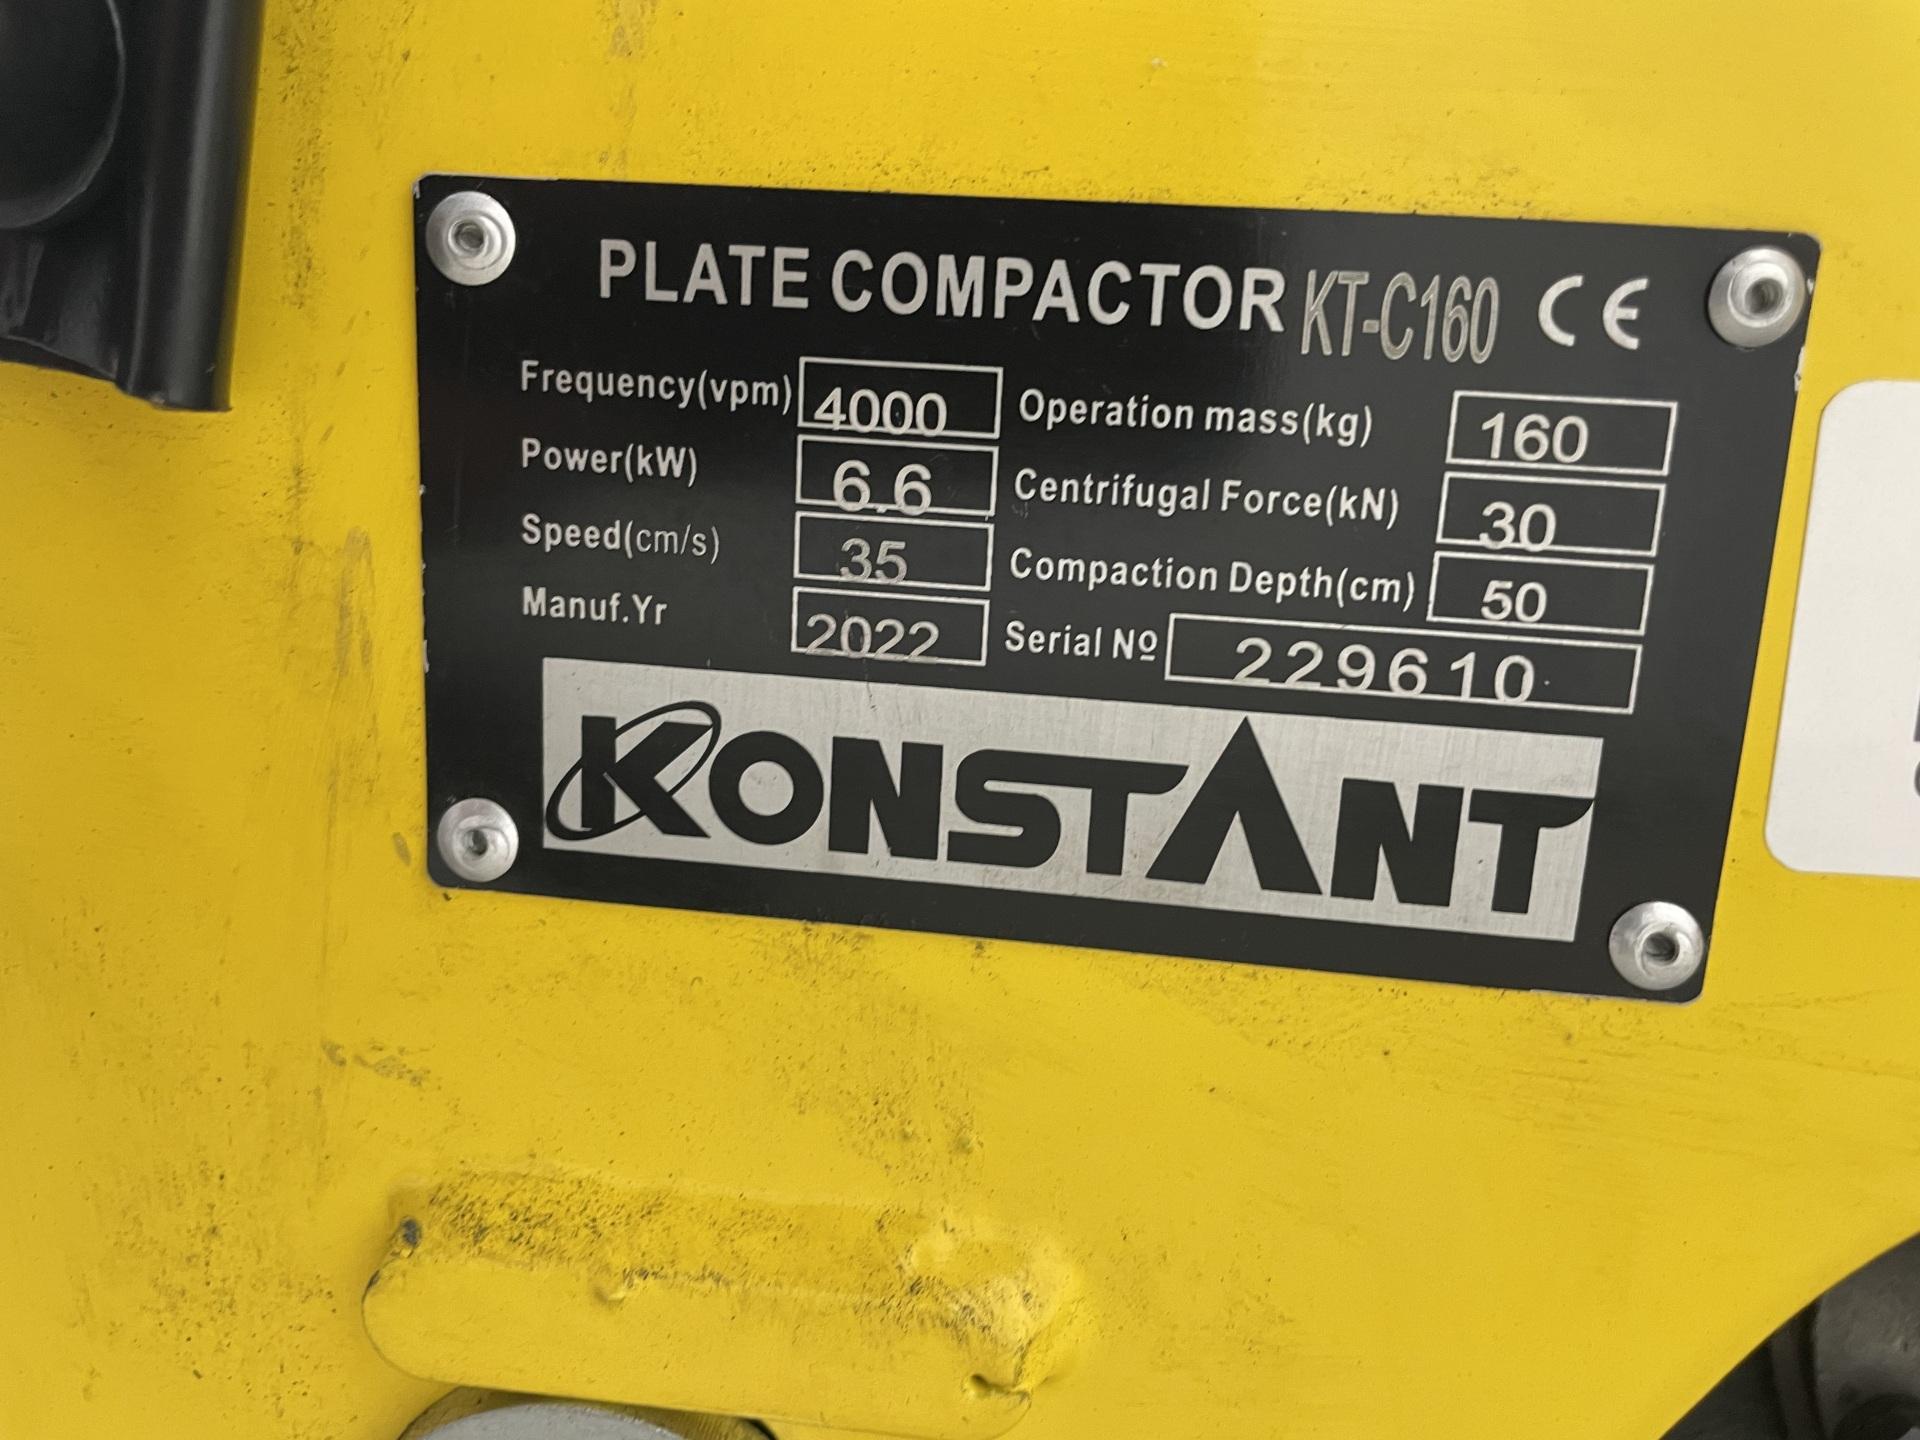 PLATE COMPACTOR KT-C160 CE
Frequency(vpm) 4000 Operation mass(kg) 160
Power(kW) 6.6 Centrifugal Force(kN) 30
Speed(cm/s) 35 Compaction Depth(cm) 50
Manuf.Yr 2022 Serial Nº 229610
KONSTANT